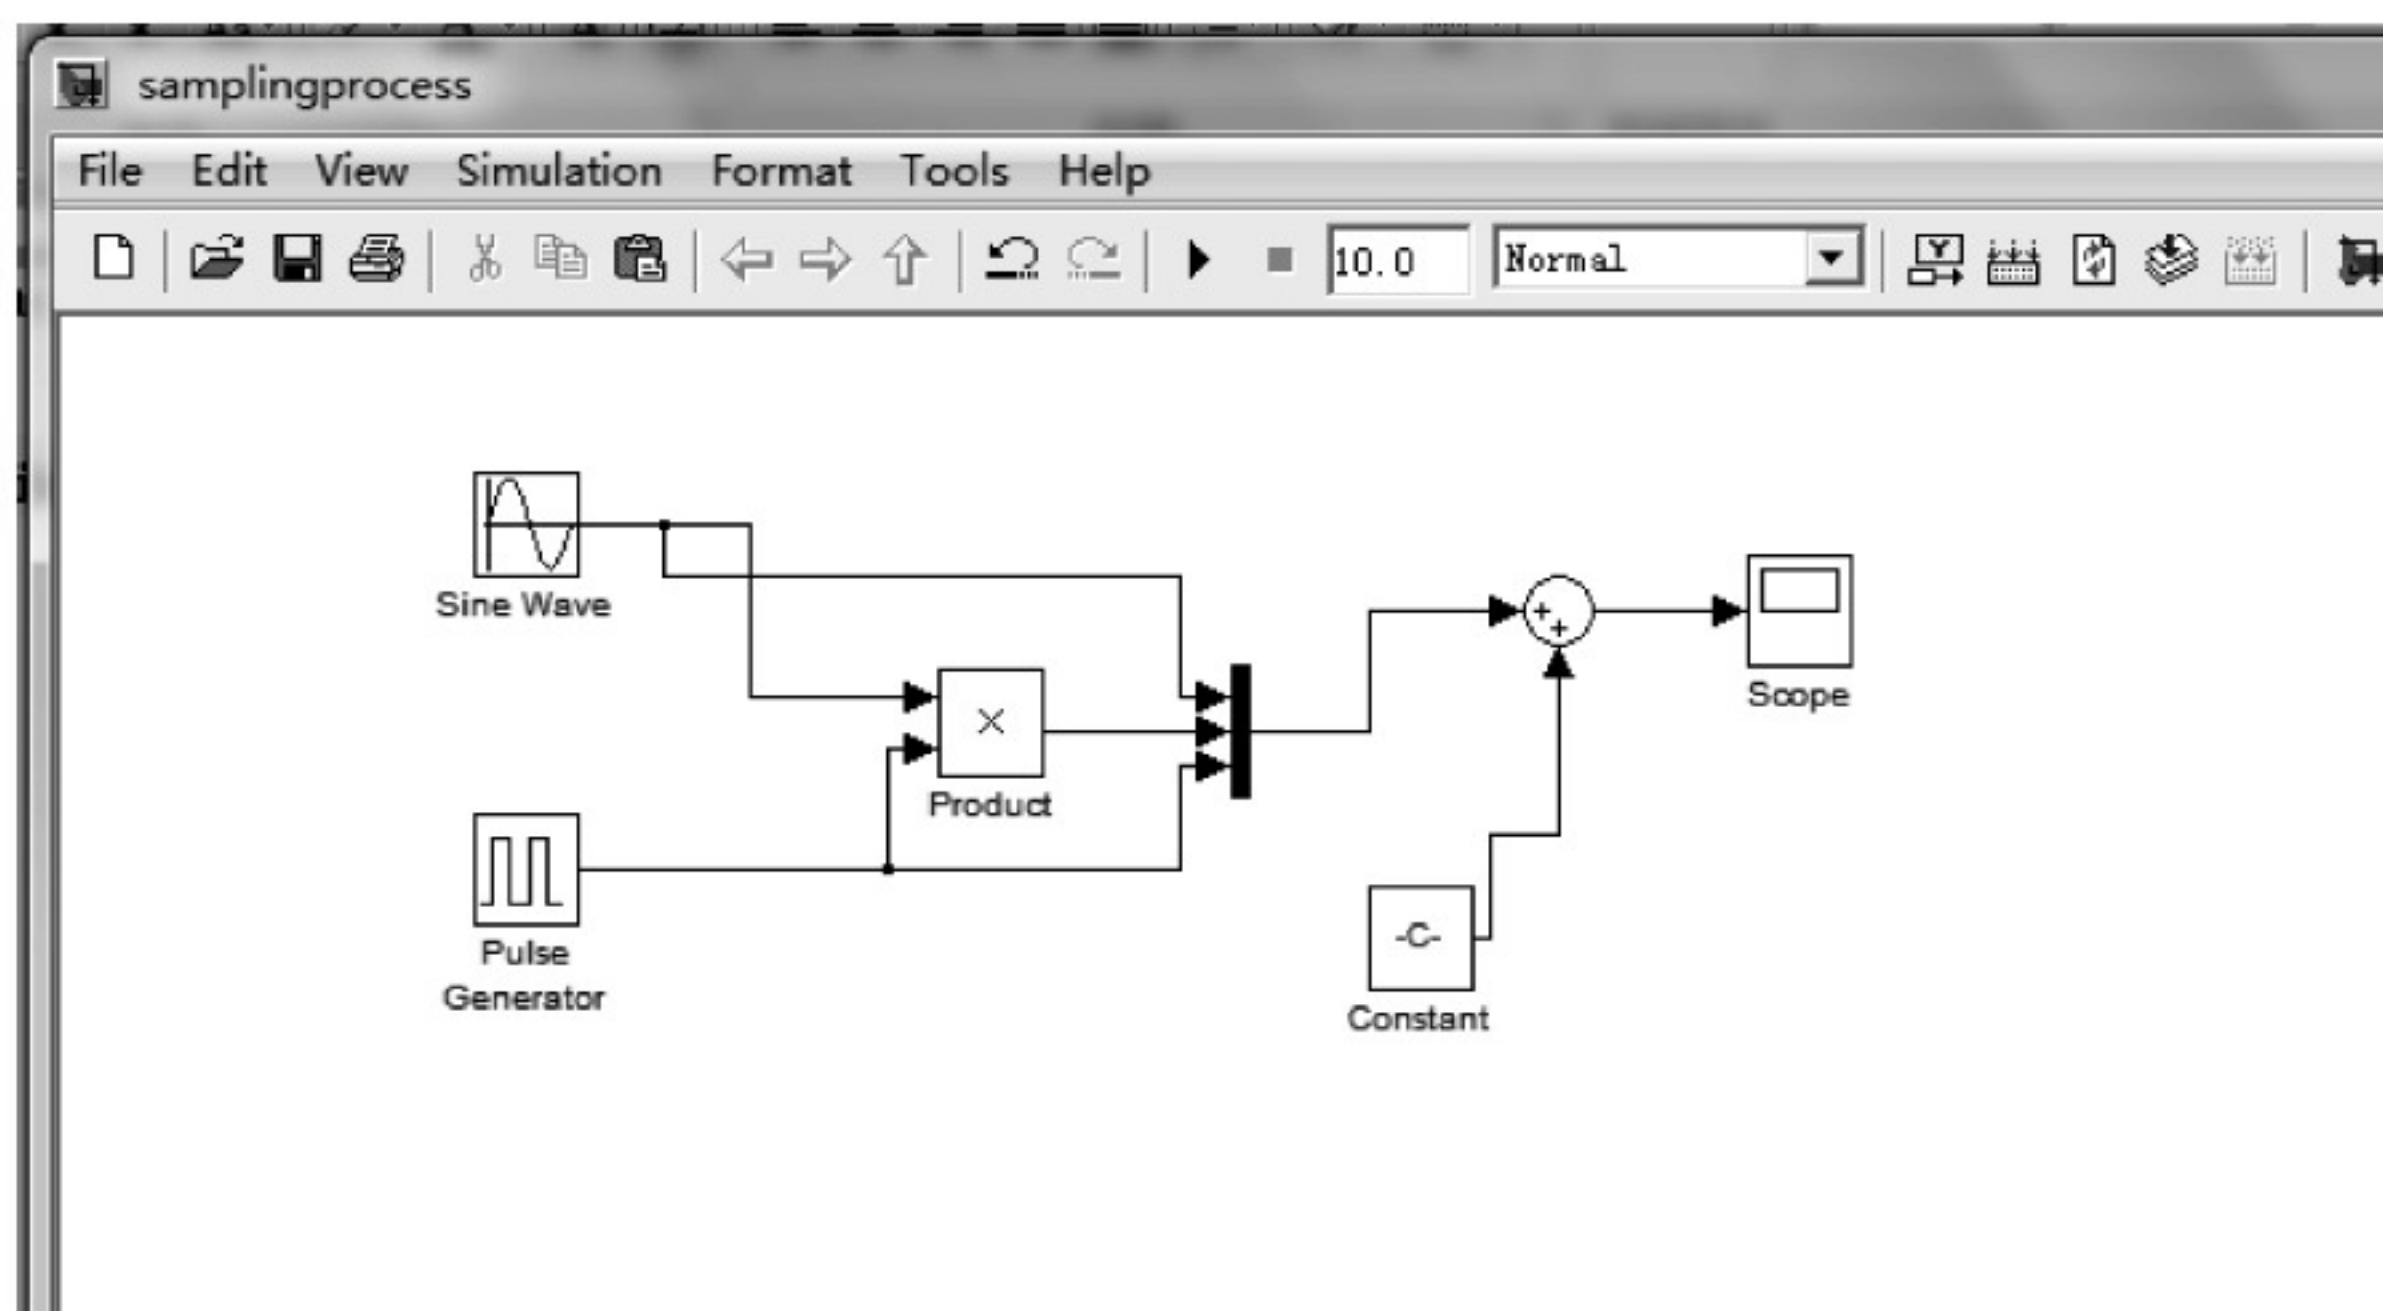 samplingprocess
File Edit View Simulation Format Tools Help
10.0 Normal
Sine Wave
Scope
Product
Pulse
Generator
-C-
Constant